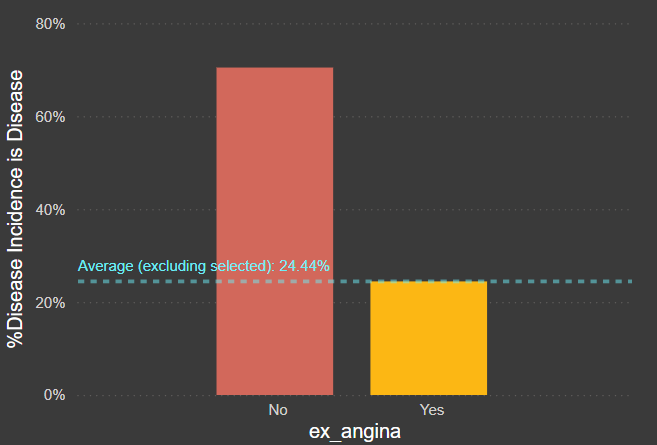 80%
60%
40%
Average (excluding selected): 24.44%
20%
0%
No
Yes
ex_angina
%Disease Incidence is Disease